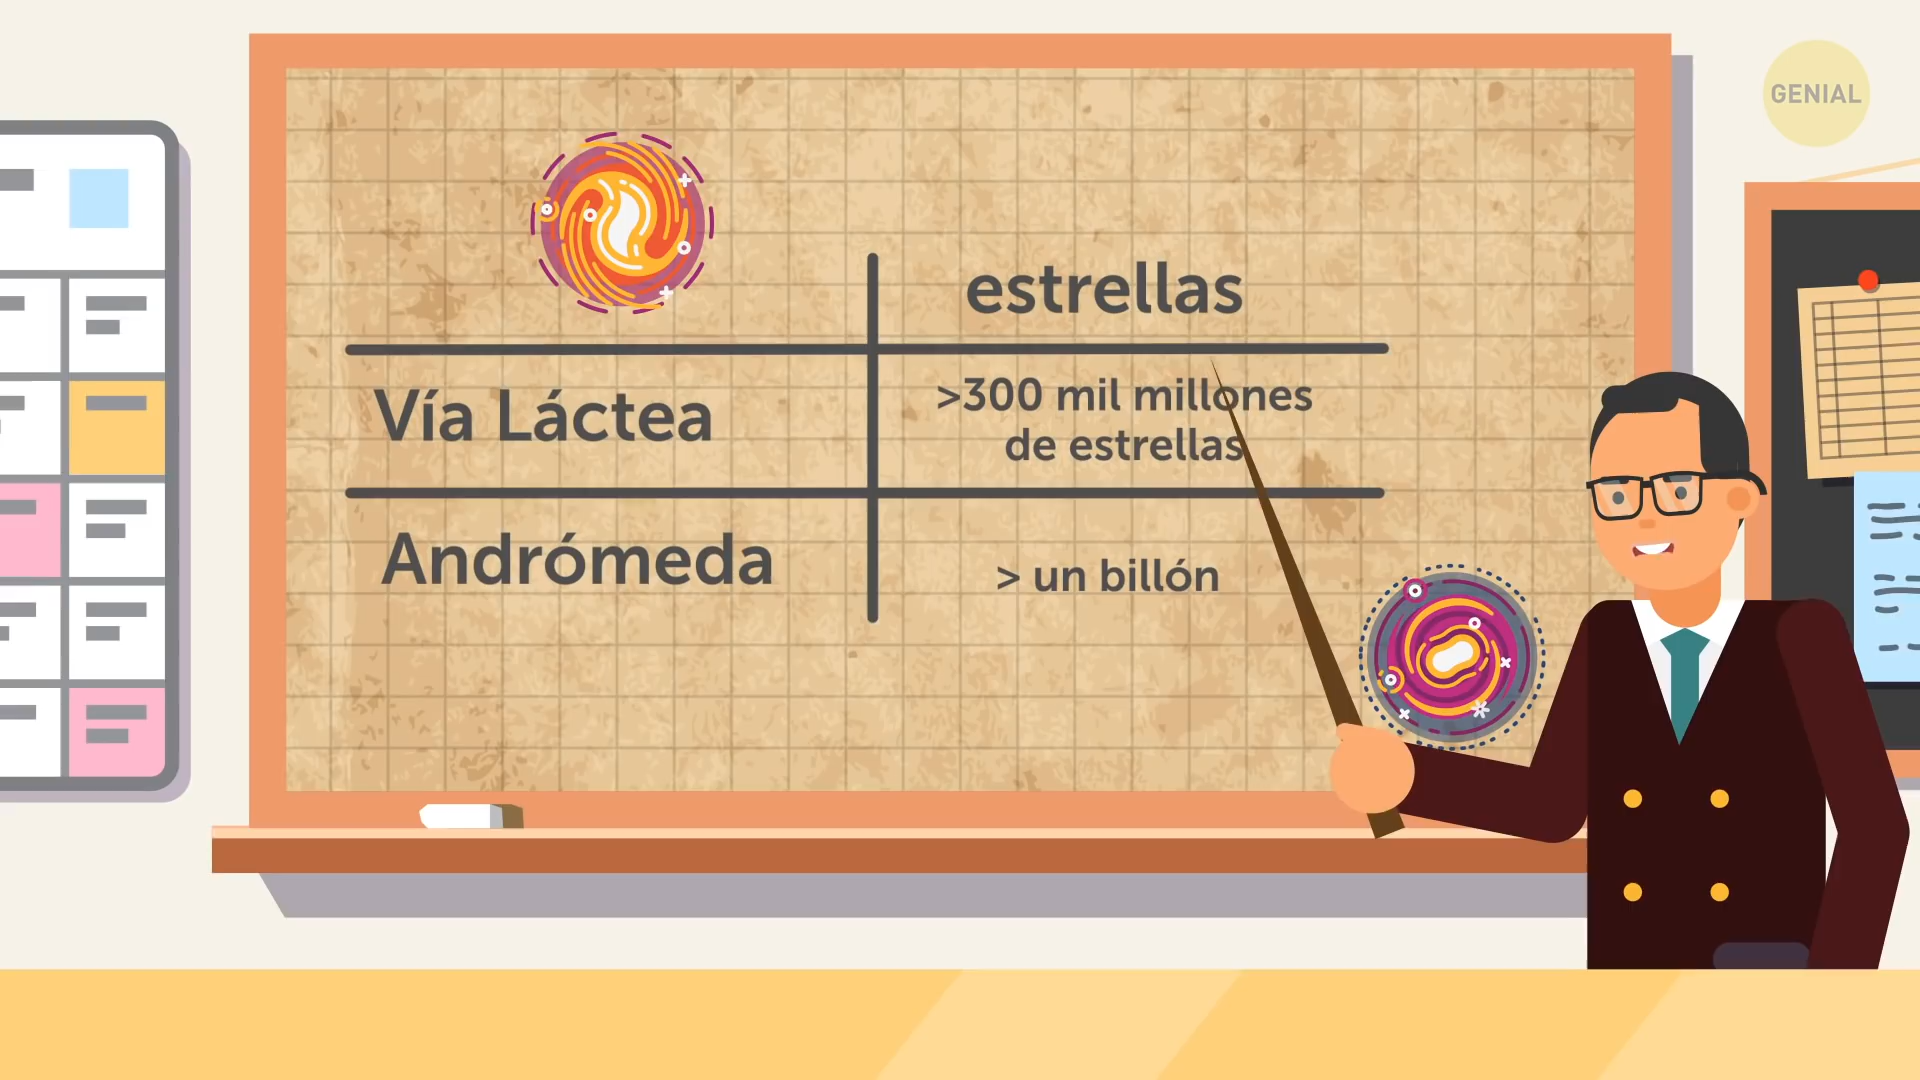 GENIAL
estrellas
Vía Láctea
>300 mil millones
de estrellas
Andrómeda
> un billón